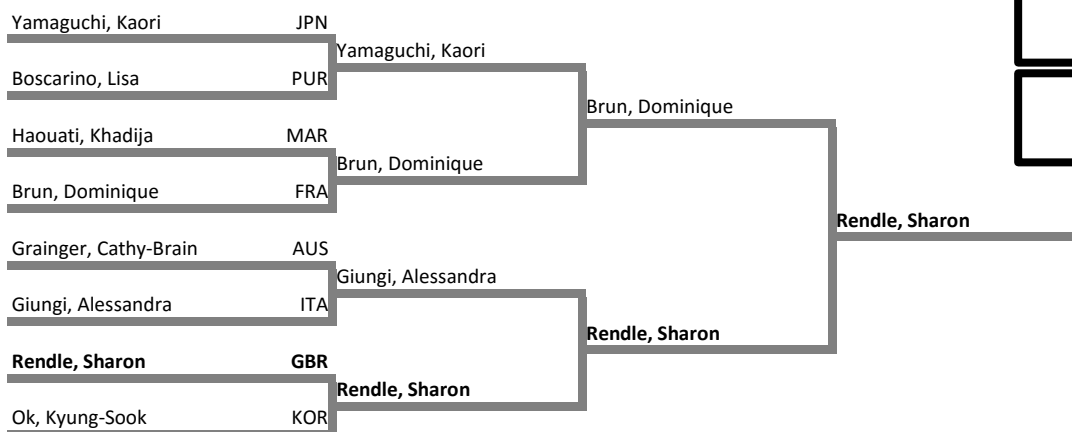 Yamaguchi, Kaori JPN
Yamaguchi, Kaori
Boscarino, Lisa PUR
Brun, Dominique
Haouati, Khadija MAR
Brun, Dominique
Brun, Dominique FRA
Rendle, Sharon
Grainger, Cathy-Brain AUS
Giungi, Alessandra
Giungi, Alessandra ITA
Rendle, Sharon
Rendle, Sharon GBR
Rendle, Sharon
Ok, Kyung-Sook KOR